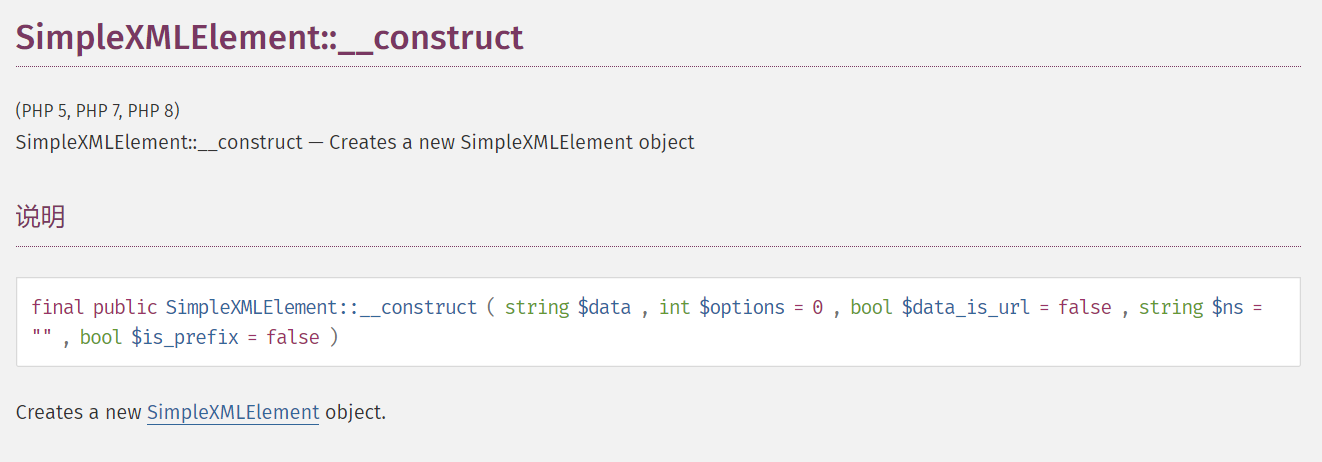 SimpleXMLElement::__construct
(PHP 5, PHP 7, PHP 8)
SimpleXMLElement::__construct — Creates a new SimpleXMLElement object
说明
final public SimpleXMLElement::__construct ( string $data , int $options = 0 , bool $data_is_url = false , string $ns =
"" , bool $is_prefix = false )
Creates a new SimpleXMLElement object.